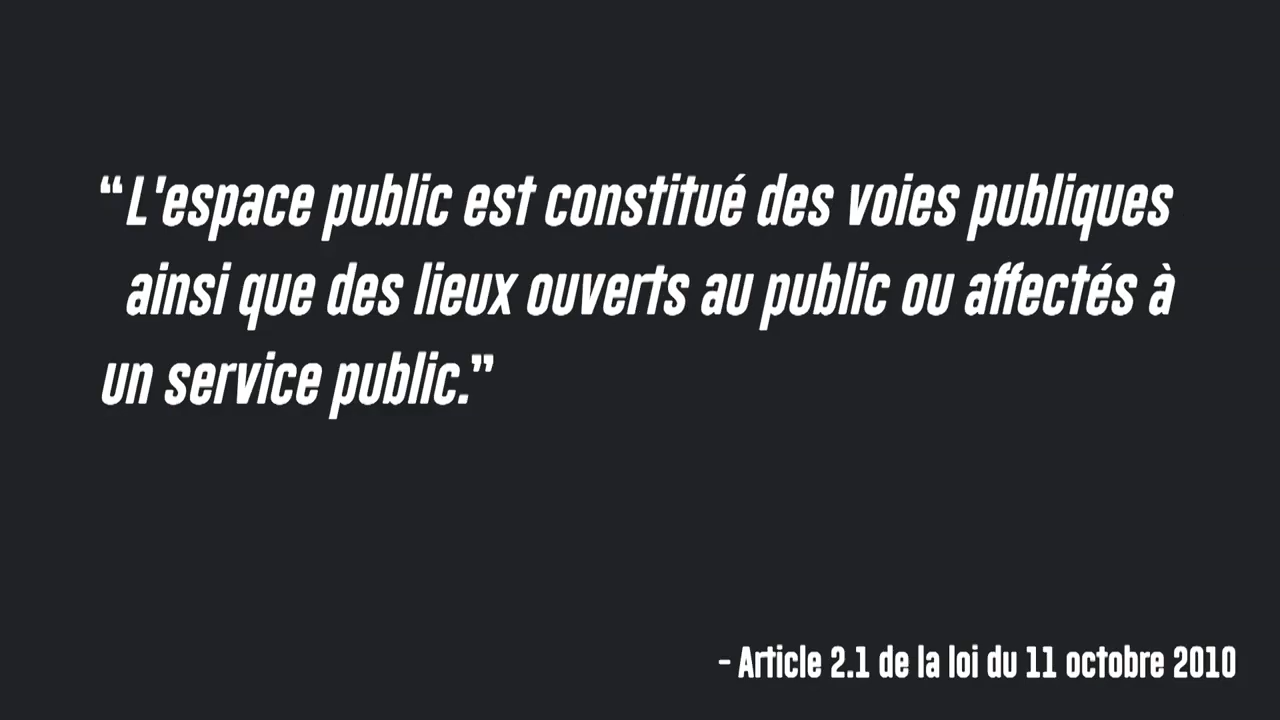 “L'espace public est constitué des voies publiques
ainsi que des lieux ouverts au public ou affectés à
un service public.”
- Article 2.1 de la loi du 11 octobre 2010